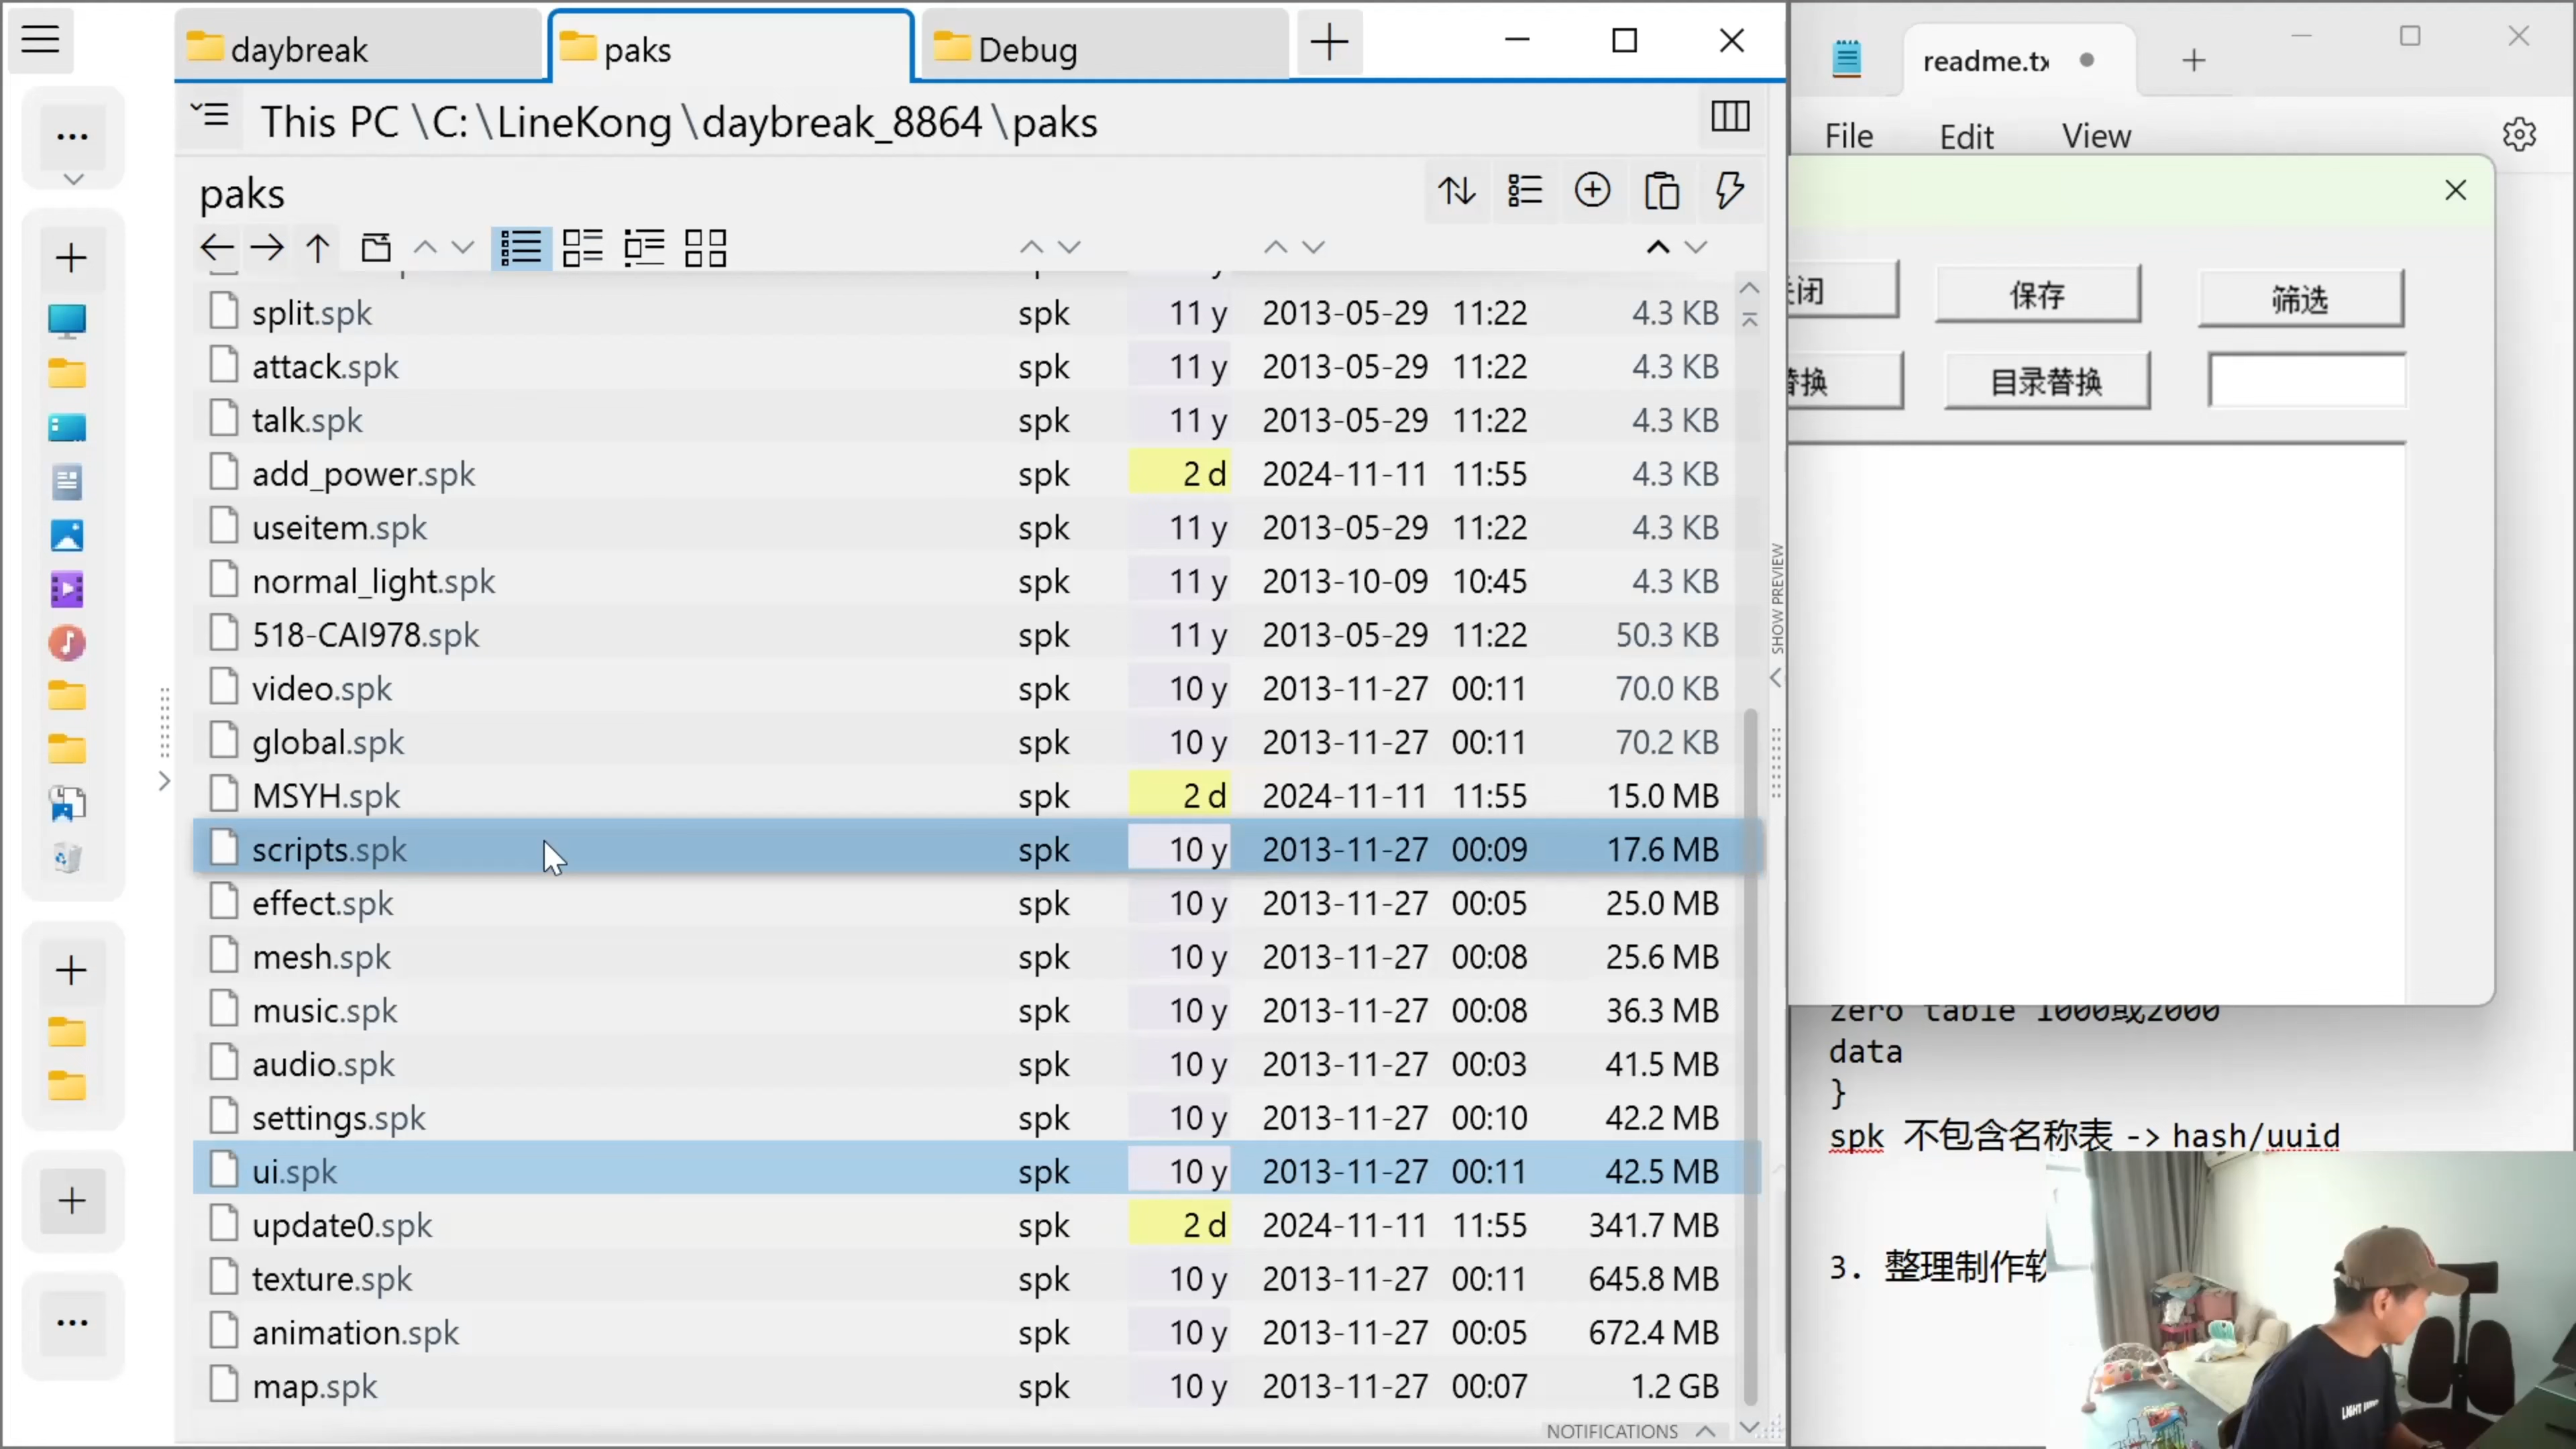 daybreak
paks
Debug
This PC \C: \LineKong \daybreak_8864 \paks
paks
split.spk spk 11 y 2013-05-29 11:22 4.3 KB
attack.spk spk 11 y 2013-05-29 11:22 4.3 KB
talk.spk spk 11 y 2013-05-29 11:22 4.3 KB
add_power.spk spk 2 d 2024-11-11 11:55 4.3 KB
useitem.spk spk 11 y 2013-05-29 11:22 4.3 KB
normal_light.spk spk 11 y 2013-10-09 10:45 4.3 KB
518-CAI978.spk spk 11 y 2013-05-29 11:22 50.3 KB
video.spk spk 10 y 2013-11-27 00:11 70.0 KB
global.spk spk 10 y 2013-11-27 00:11 70.2 KB
MSYH.spk spk 2 d 2024-11-11 11:55 15.0 MB
scripts.spk spk 10 y 2013-11-27 00:09 17.6 MB
effect.spk spk 10 y 2013-11-27 00:05 25.0 MB
mesh.spk spk 10 y 2013-11-27 00:08 25.6 MB
music.spk spk 10 y 2013-11-27 00:08 36.3 MB
audio.spk spk 10 y 2013-11-27 00:03 41.5 MB
settings.spk spk 10 y 2013-11-27 00:10 42.2 MB
ui.spk spk 10 y 2013-11-27 00:11 42.5 MB
update0.spk spk 2 d 2024-11-11 11:55 341.7 MB
texture.spk spk 10 y 2013-11-27 00:11 645.8 MB
animation.spk spk 10 y 2013-11-27 00:05 672.4 MB
map.spk spk 10 y 2013-11-27 00:07 1.2 GB
SHOW PREVIEW
NOTIFICATIONS
readme.tx
File Edit View
闭 保存 筛选
替换 目录替换
zero table 1000或2000
data
}
spk 不包含名称表 -> hash/uuid
3. 整理制作软